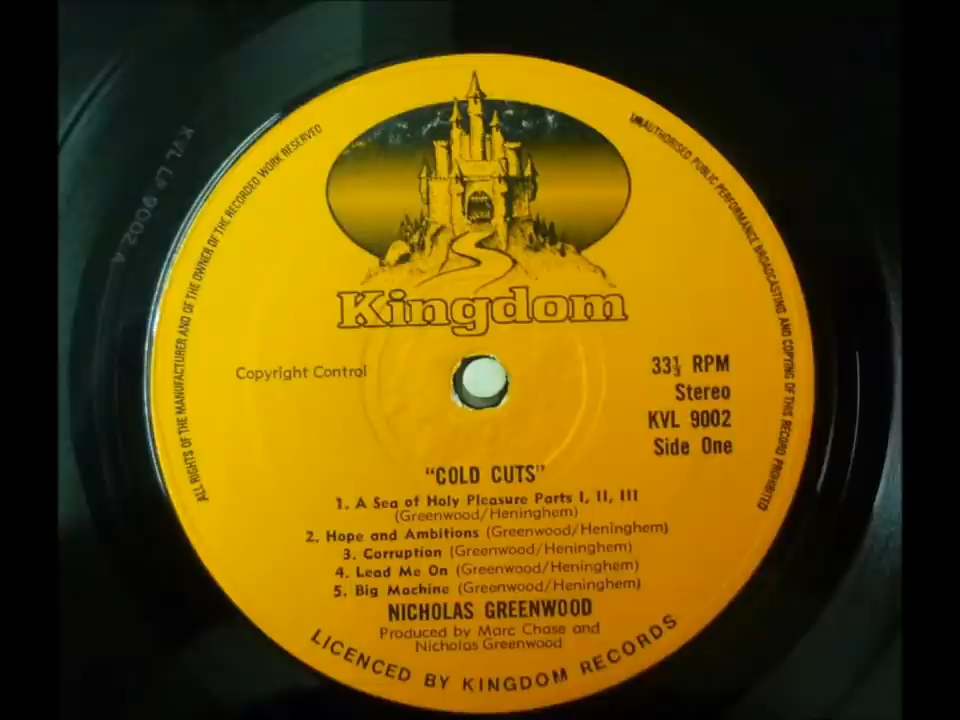 KVL LP 9002 A
ALL RIGHTS OF THE MANUFACTURER AND OF THE OWNER OF THE RECORDED WORK RESERVED
UNAUTHORISED PUBLIC PERFORMANCE BROADCASTING AND COPYING OF THIS RECORD PROHIBITED
Kingdom
Copyright Control
33⅓ RPM
Stereo
KVL 9002
Side One
"COLD CUTS"
1. A Sea of Holy Pleasure Parts I, II, III
(Greenwood/Heninghem)
2. Hope and Ambitions (Greenwood/Heninghem)
3. Corruption (Greenwood/Heninghem)
4. Lead Me On (Greenwood/Heninghem)
5. Big Machine (Greenwood/Heninghem)
NICHOLAS GREENWOOD
Produced by Marc Chase and
Nicholas Greenwood
LICENCED BY KINGDOM RECORDS